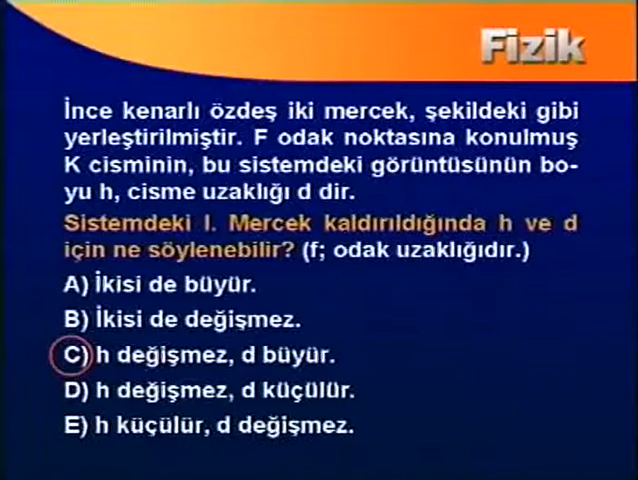 Fizik
İnce kenarlı özdeş iki mercek, şekildeki gibi
yerleştirilmiştir. F odak noktasına konulmuş
K cisminin, bu sistemdeki görüntüsünün bo-
yu h, cisme uzaklığı d dir.
Sistemdeki I. Mercek kaldırıldığında h ve d
için ne söylenebilir? (f; odak uzaklığıdır.)
A) İkisi de büyür.
B) İkisi de değişmez.
C) h değişmez, d büyür.
D) h değişmez, d küçülür.
E) h küçülür, d değişmez.